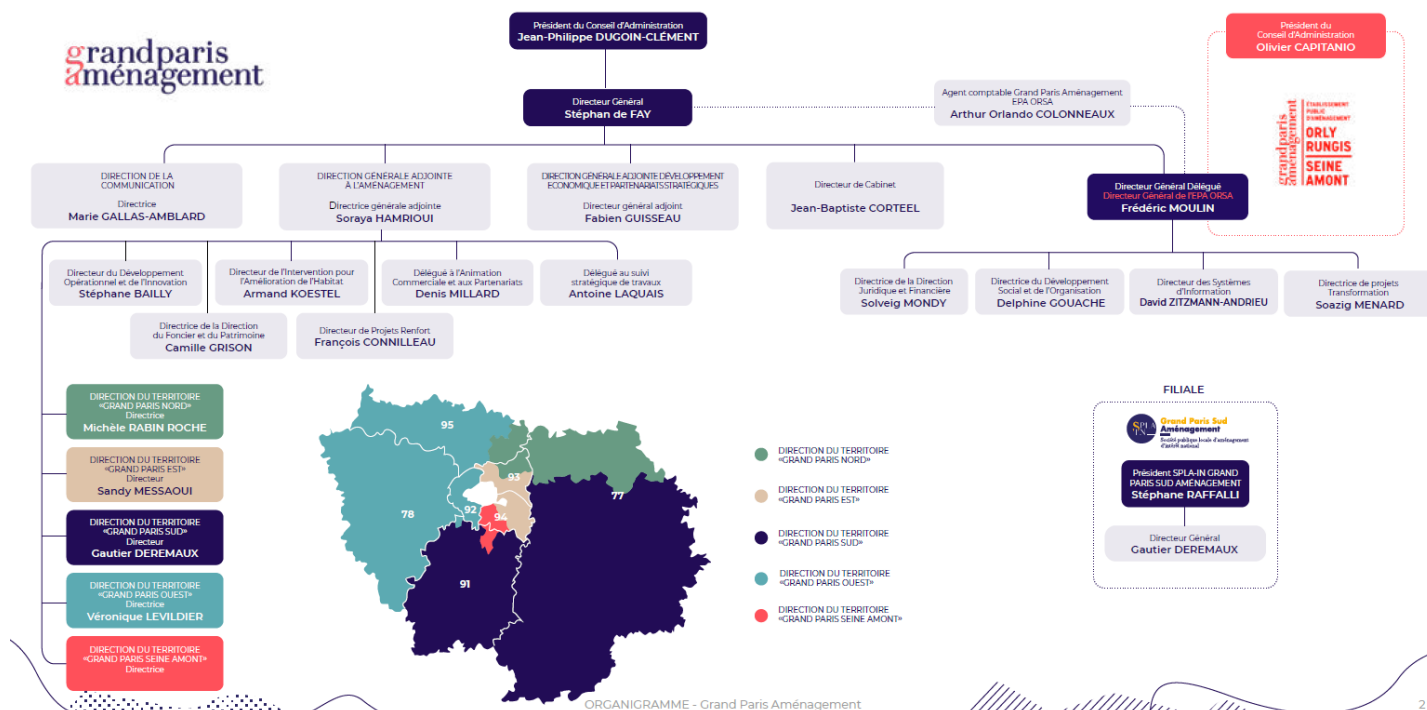 grandparis
aménagement
Président du Conseil d'Administration
Jean-Philippe DUGOIN-CLÉMENT
Président du
Conseil d'Administration
Olivier CAPITANIO
Directeur Général
Stéphan de FAY
Agent comptable Grand Paris Aménagement
EPA ORSA
Arthur Orlando COLONNEAUX
grandparis
aménagement
ÉTABLISSEMENT
PUBLIC
D'AMÉNAGEMENT
ORLY
RUNGIS
SEINE
AMONT
DIRECTION DE LA
COMMUNICATION
Directrice
Marie GALLAS-AMBLARD
DIRECTION GÉNÉRALE ADJOINTE
À L'AMÉNAGEMENT
Directrice générale adjointe
Soraya HAMRIOUI
DIRECTION GÉNÉRALE ADJOINTE DÉVELOPPEMENT
ECONOMIQUE ET PARTENARIATS STRATÉGIQUES
Directeur général adjoint
Fabien GUISSEAU
Directeur de Cabinet
Jean-Baptiste CORTEEL
Directeur Général Délégué
Directeur Général de l'EPA ORSA
Frédéric MOULIN
Directeur du Développement
Opérationnel et de l'Innovation
Stéphane BAILLY
Directeur de l'Intervention pour
l'Amélioration de l'Habitat
Armand KOESTEL
Délégué à l'Animation
Commerciale et aux Partenariats
Denis MILLARD
Délégué au suivi
stratégique de travaux
Antoine LAQUAIS
Directrice de la Direction
Juridique et Financière
Solveig MONDY
Directrice du Développement
Social et de l'Organisation
Delphine GOUACHE
Directeur des Systèmes
d'Information
David ZITZMANN-ANDRIEU
Directrice de projets
Transformation
Soazig MENARD
Directrice de la Direction
du Foncier et du Patrimoine
Camille GRISON
Directeur de Projets Renfort
François CONNILLEAU
DIRECTION DU TERRITOIRE
«GRAND PARIS NORD»
Directrice
Michèle RABIN ROCHE
DIRECTION DU TERRITOIRE
«GRAND PARIS EST»
Directeur
Sandy MESSAOUI
DIRECTION DU TERRITOIRE
«GRAND PARIS SUD»
Directeur
Gautier DEREMAUX
DIRECTION DU TERRITOIRE
«GRAND PARIS OUEST»
Directrice
Véronique LEVILDIER
DIRECTION DU TERRITOIRE
«GRAND PARIS SEINE AMONT»
Directrice
95
93
77
78
92
94
91
DIRECTION DU TERRITOIRE
«GRAND PARIS NORD»
DIRECTION DU TERRITOIRE
«GRAND PARIS EST»
DIRECTION DU TERRITOIRE
«GRAND PARIS SUD»
DIRECTION DU TERRITOIRE
«GRAND PARIS OUEST»
DIRECTION DU TERRITOIRE
«GRAND PARIS SEINE AMONT»
FILIALE
SPLA
IN
Grand Paris Sud
Aménagement
Société publique locale d'aménagement
d'intérêt national
Président SPLA-IN GRAND
PARIS SUD AMÉNAGEMENT
Stéphane RAFFALLI
Directeur Général
Gautier DEREMAUX
ORGANIGRAMME - Grand Paris Aménagement
2